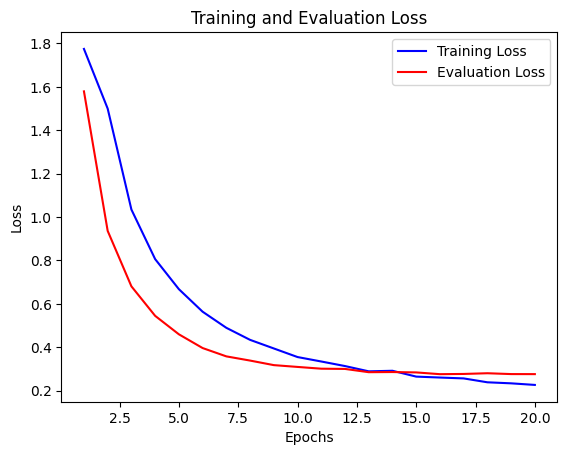 Training and Evaluation Loss
Training Loss
Evaluation Loss
Loss
1.8
1.6
1.4
1.2
1.0
0.8
0.6
0.4
0.2
2.5 5.0 7.5 10.0 12.5 15.0 17.5 20.0
Epochs